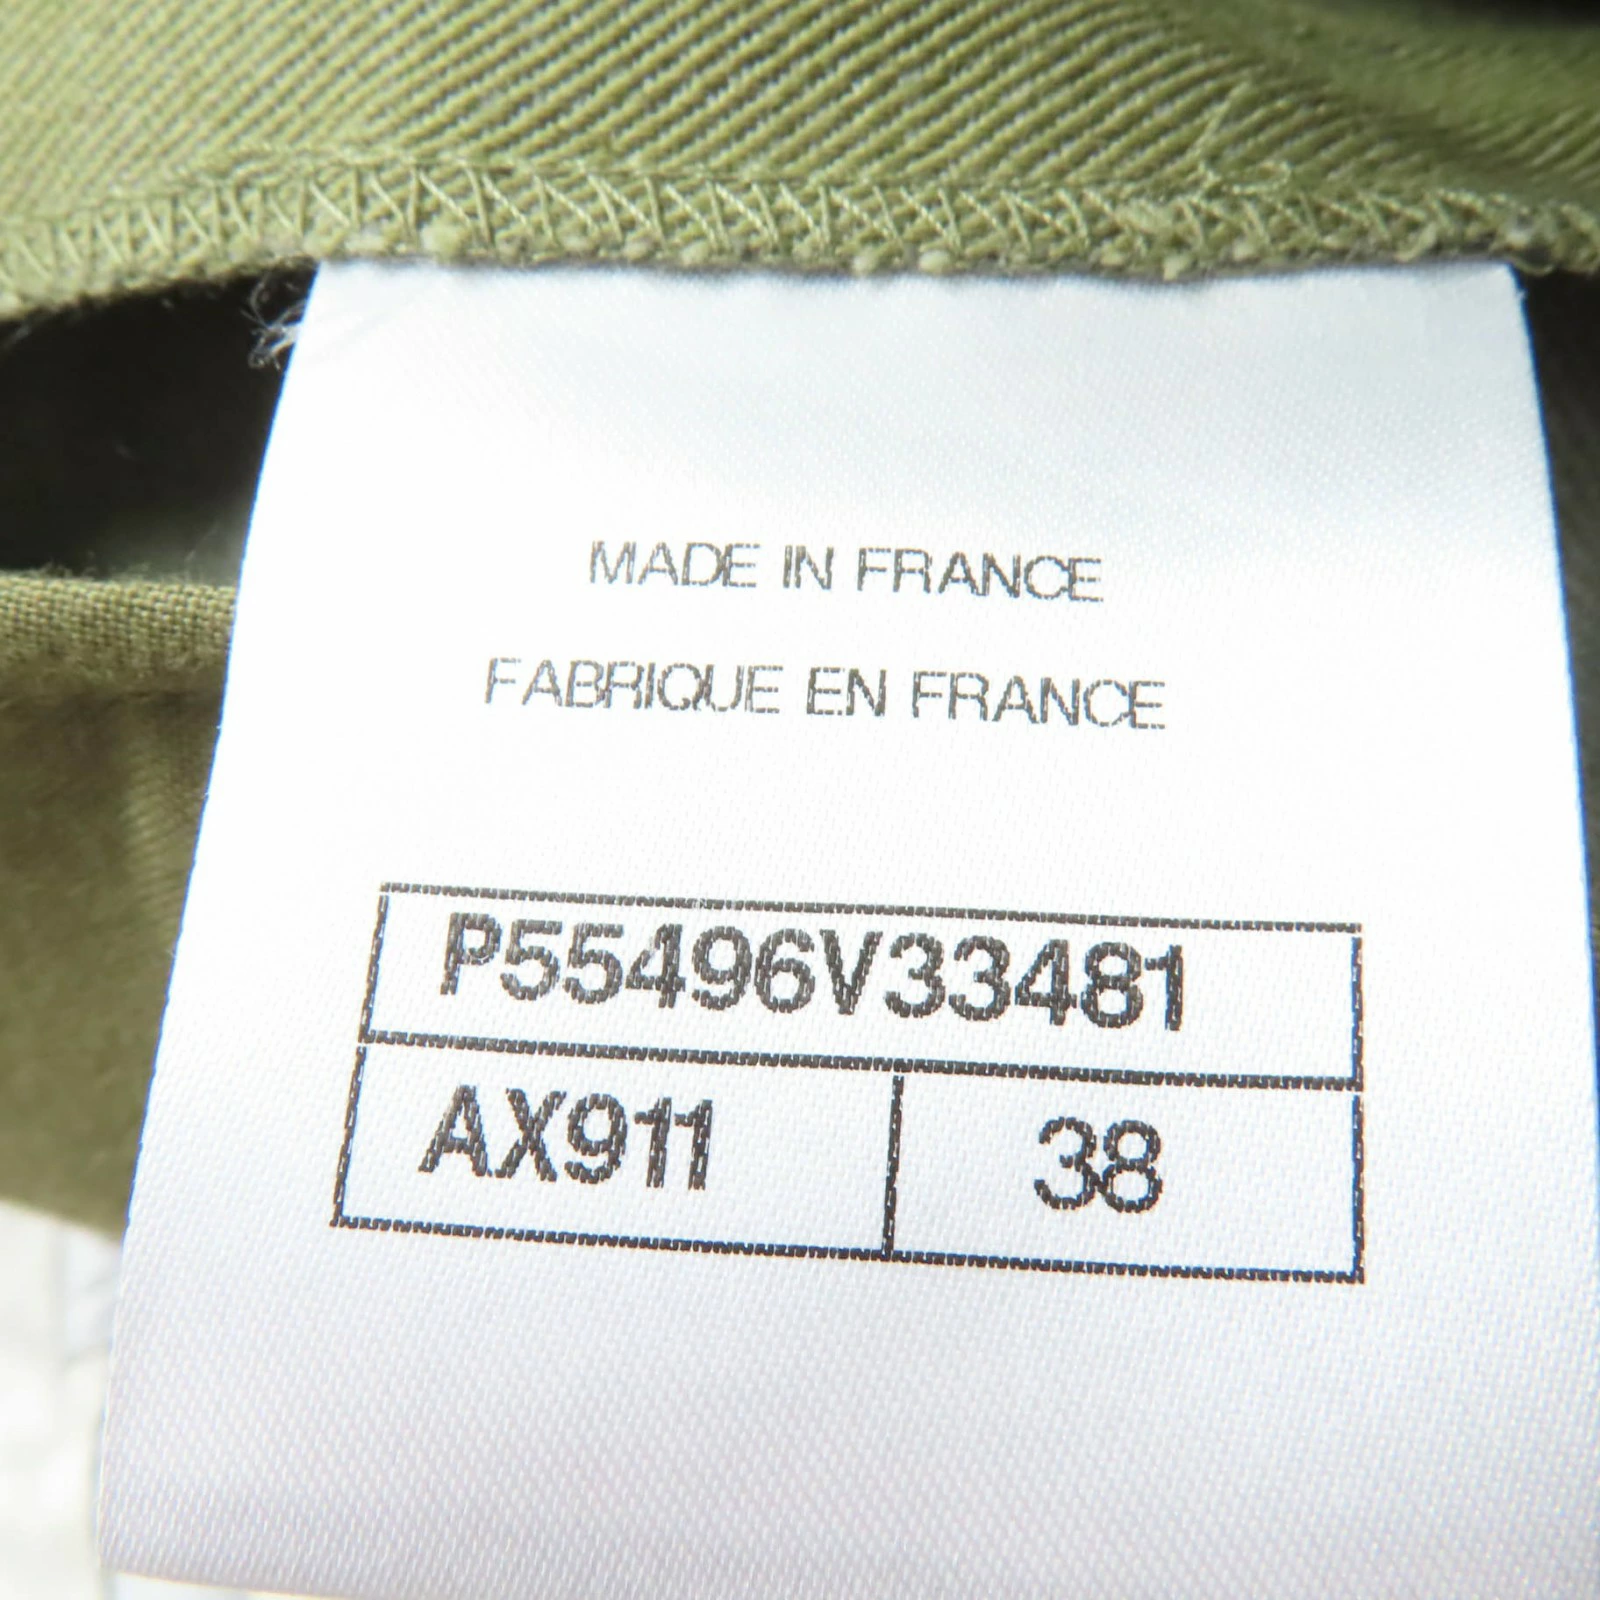 MADE IN FRANCE
FABRIQUE EN FRANCE
P55496V33481
AX911 38